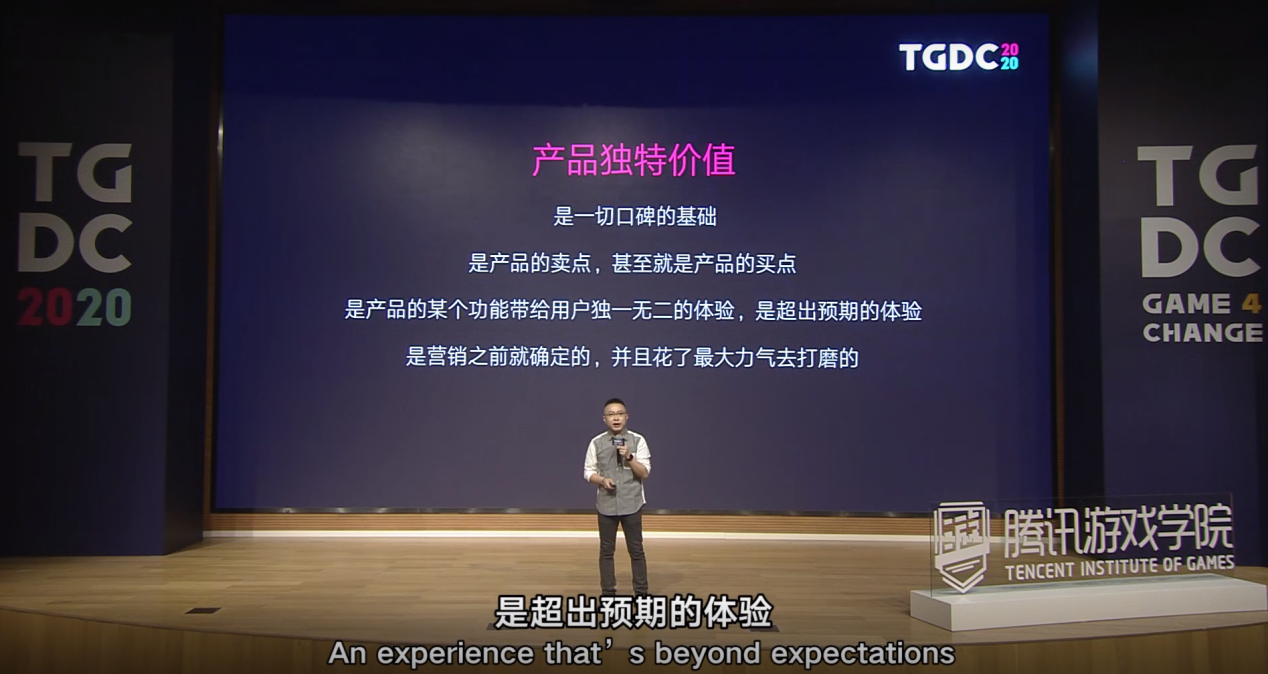 TGDC2020
TG
DC
2020
产品独特价值
是一切口碑的基础
是产品的卖点，甚至就是产品的买点
是产品的某个功能带给用户独一无二的体验，是超出预期的体验
是营销之前就确定的，并且花了最大力气去打磨的
TG
DC
GAME 4
CHANGE
腾讯游戏学院
TENCENT INSTITUTE OF GAMES
是超出预期的体验
An experience that’s beyond expectations